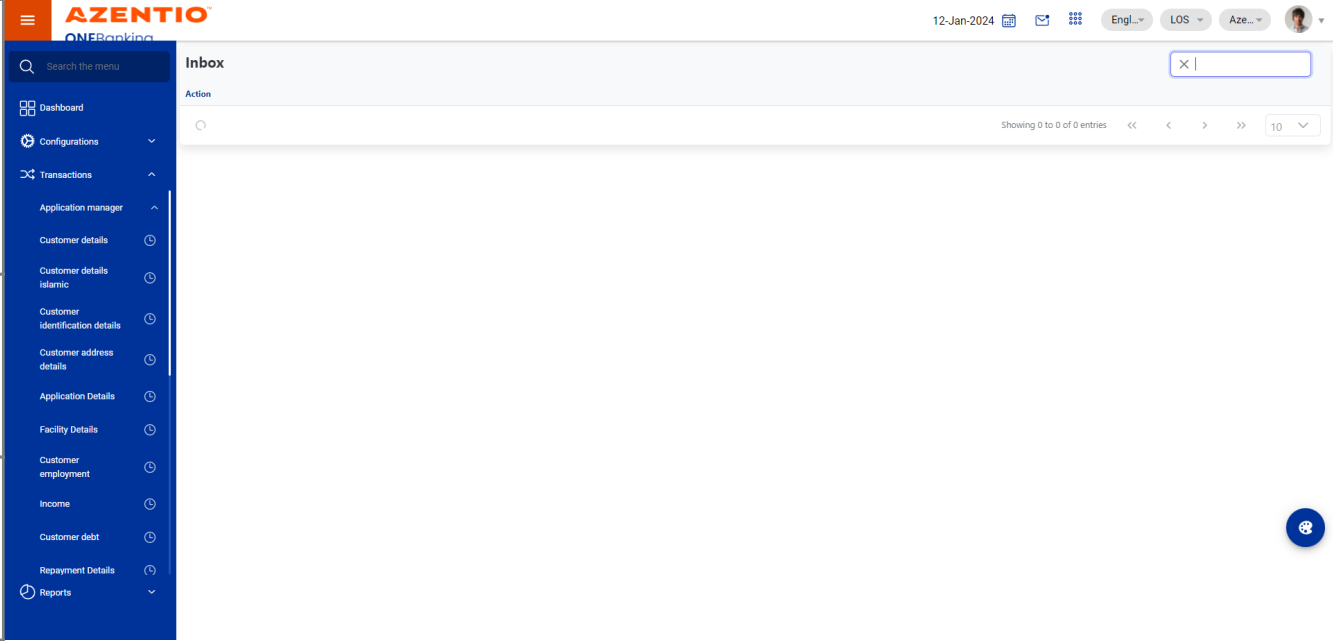 AZENTIO™
ONEBanking
12-Jan-2024
Engl...
LOS
Aze...
Search the menu
Dashboard
Configurations
Transactions
Application manager
Customer details
Customer details
islamic
Customer
identification details
Customer address
details
Application Details
Facility Details
Customer
employment
Income
Customer debt
Repayment Details
Reports
Inbox
Action
Showing 0 to 0 of 0 entries
10